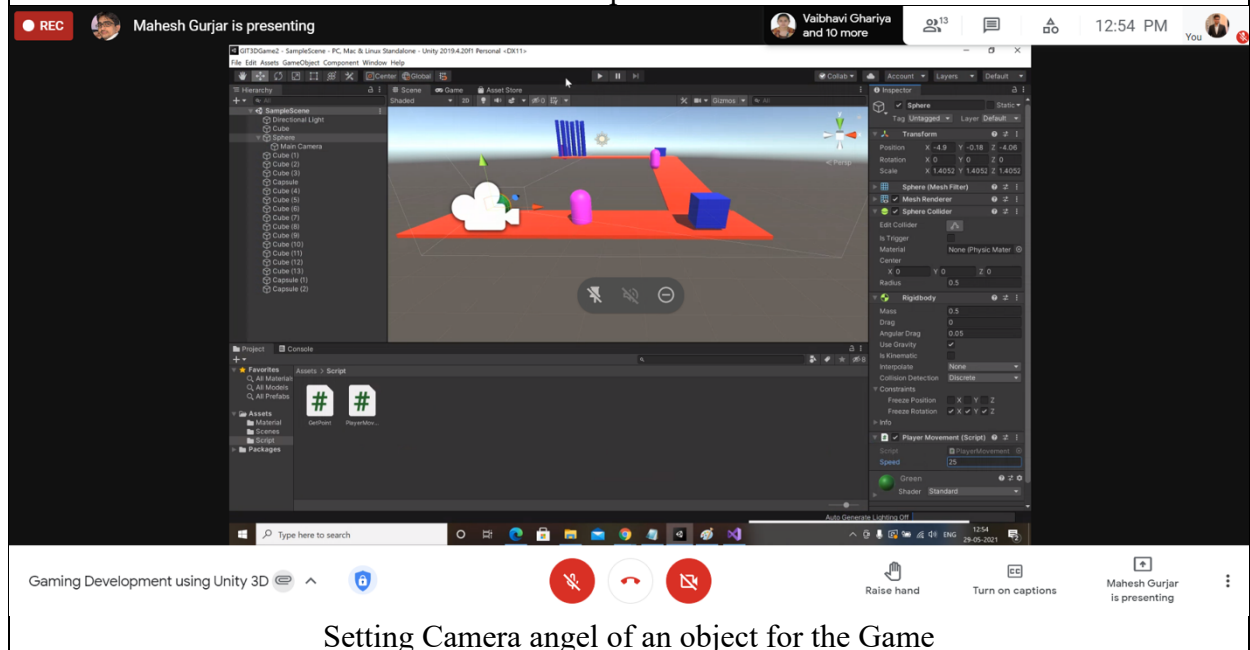 REC
Mahesh Gurjar is presenting
Vaibhavi Ghariya
and 10 more
13
12:54 PM
You
GIT3DGame2 - SampleScene - PC, Mac & Linux Standalone - Unity 2019.4.20f1 Personal <DX11>
File Edit Assets GameObject Component Window Help
Center Global
Collab Account Layers Default
Hierarchy
All
SampleScene
Directional Light
Cube
Sphere
Main Camera
Cube (1)
Cube (2)
Cube (3)
Capsule
Cube (4)
Cube (5)
Cube (6)
Cube (7)
Cube (8)
Cube (9)
Cube (10)
Cube (11)
Cube (12)
Cube (13)
Capsule (1)
Capsule (2)
Scene Game Asset Store
Shaded 2D Gizmos All
Persp
Inspector
Sphere Static
Tag Untagged Layer Default
Transform
Position X -4.9 Y -0.18 Z -4.06
Rotation X 0 Y 0 Z 0
Scale X 1.4052 Y 1.4052 Z 1.4052
Sphere (Mesh Filter)
Mesh Renderer
Sphere Collider
Edit Collider
Is Trigger
Material None (Physic Mater
Center
X 0 Y 0 Z 0
Radius 0.5
Rigidbody
Mass 0.5
Drag 0
Angular Drag 0.05
Use Gravity
Is Kinematic
Interpolate None
Collision Detection Discrete
Constraints
Freeze Position X Y Z
Freeze Rotation X Y Z
Info
Player Movement (Script)
Script PlayerMovement
Speed 25
Green
Shader Standard
Project Console
8
Favorites
All Materials
All Models
All Prefabs
Assets
Material
Scenes
Script
Packages
Assets > Script
GetPoint PlayerMov...
Auto Generate Lighting Off
Type here to search
ENG
12:54
29-05-2021
Gaming Development using Unity 3D
Raise hand
CC
Turn on captions
Mahesh Gurjar
is presenting
Setting Camera angel of an object for the Game